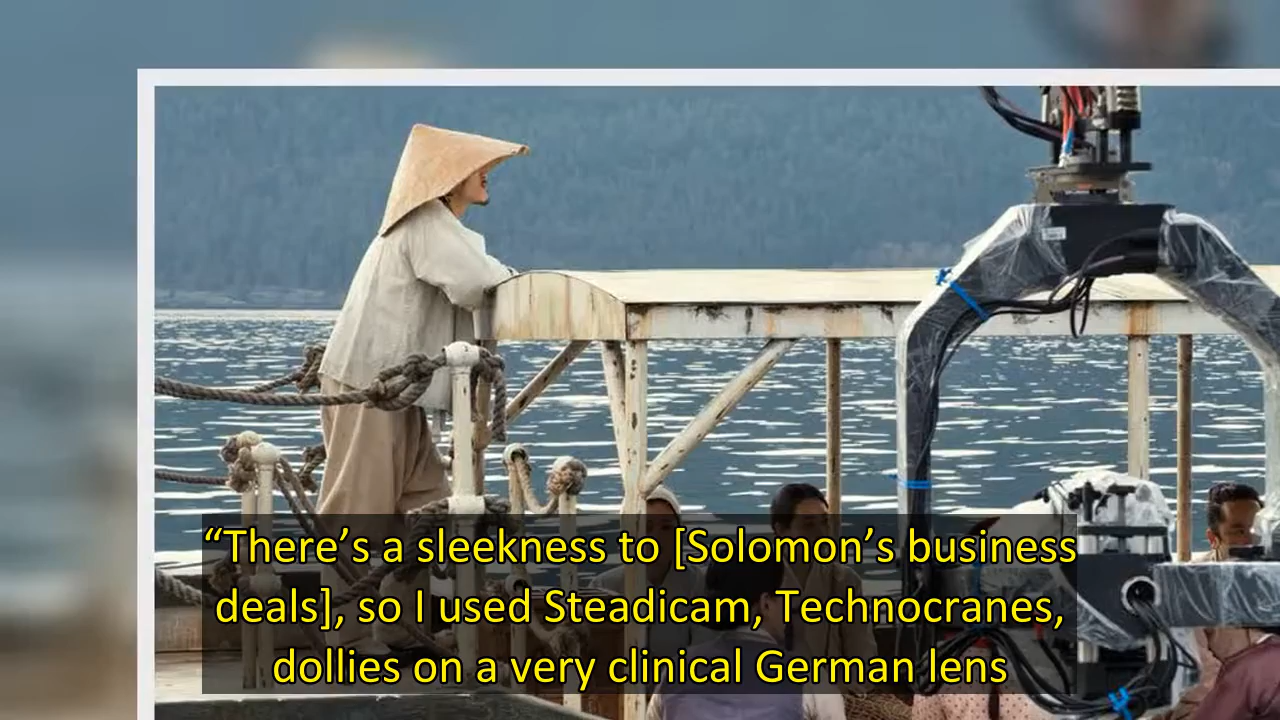 “There’s a sleekness to [Solomon’s business
deals], so I used Steadicam, Technocranes,
dollies on a very clinical German lens